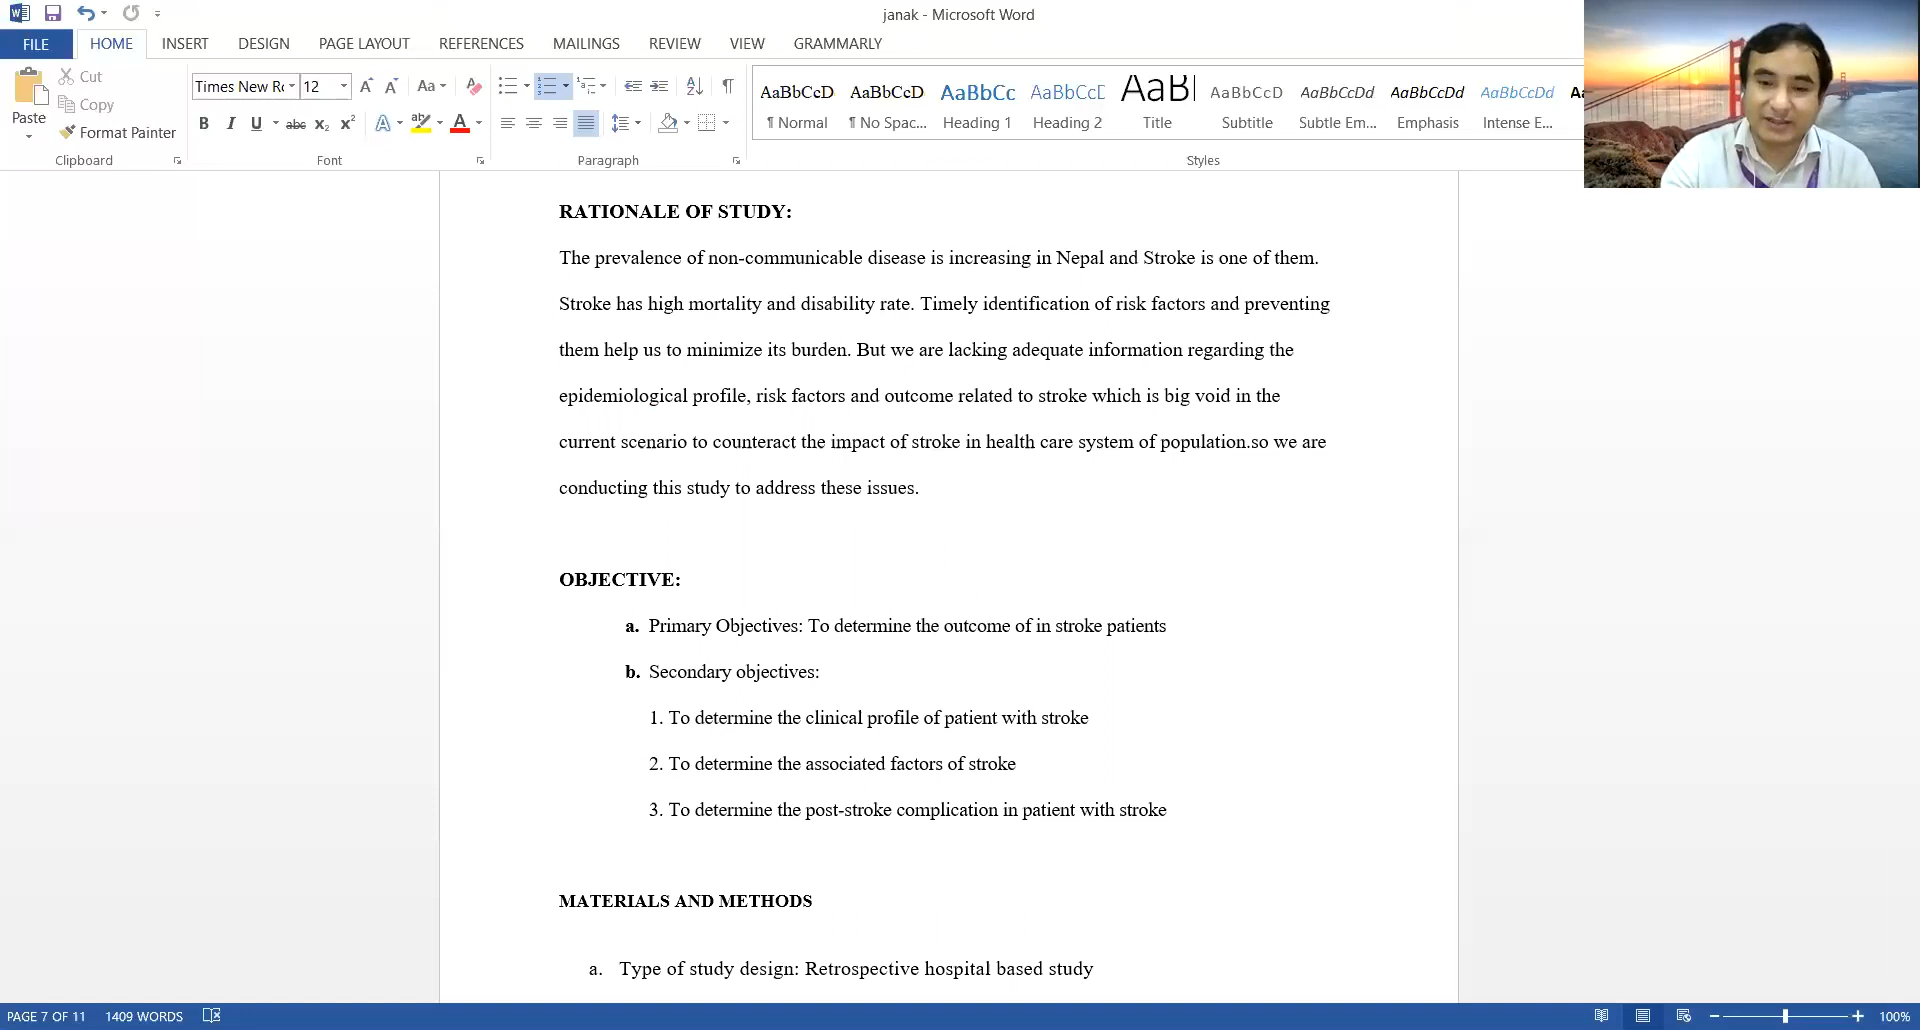 janak - Microsoft Word
FILE HOME INSERT DESIGN PAGE LAYOUT REFERENCES MAILINGS REVIEW VIEW GRAMMARLY
Paste
Cut
Copy
Format Painter
Clipboard
Times New Ro 12
Font
Paragraph
AaBbCcD AaBbCcD AaBbCc AaBbCcD AaB AaBbCcD AaBbCcDd AaBbCcDd AaBbCcDd Aa
¶ Normal ¶ No Spac... Heading 1 Heading 2 Title Subtitle Subtle Em... Emphasis Intense E...
Styles
RATIONALE OF STUDY:
The prevalence of non-communicable disease is increasing in Nepal and Stroke is one of them.
Stroke has high mortality and disability rate. Timely identification of risk factors and preventing
them help us to minimize its burden. But we are lacking adequate information regarding the
epidemiological profile, risk factors and outcome related to stroke which is big void in the
current scenario to counteract the impact of stroke in health care system of population.so we are
conducting this study to address these issues.
OBJECTIVE:
a. Primary Objectives: To determine the outcome of in stroke patients
b. Secondary objectives:
1. To determine the clinical profile of patient with stroke
2. To determine the associated factors of stroke
3. To determine the post-stroke complication in patient with stroke
MATERIALS AND METHODS
a. Type of study design: Retrospective hospital based study
PAGE 7 OF 11 1409 WORDS 100%